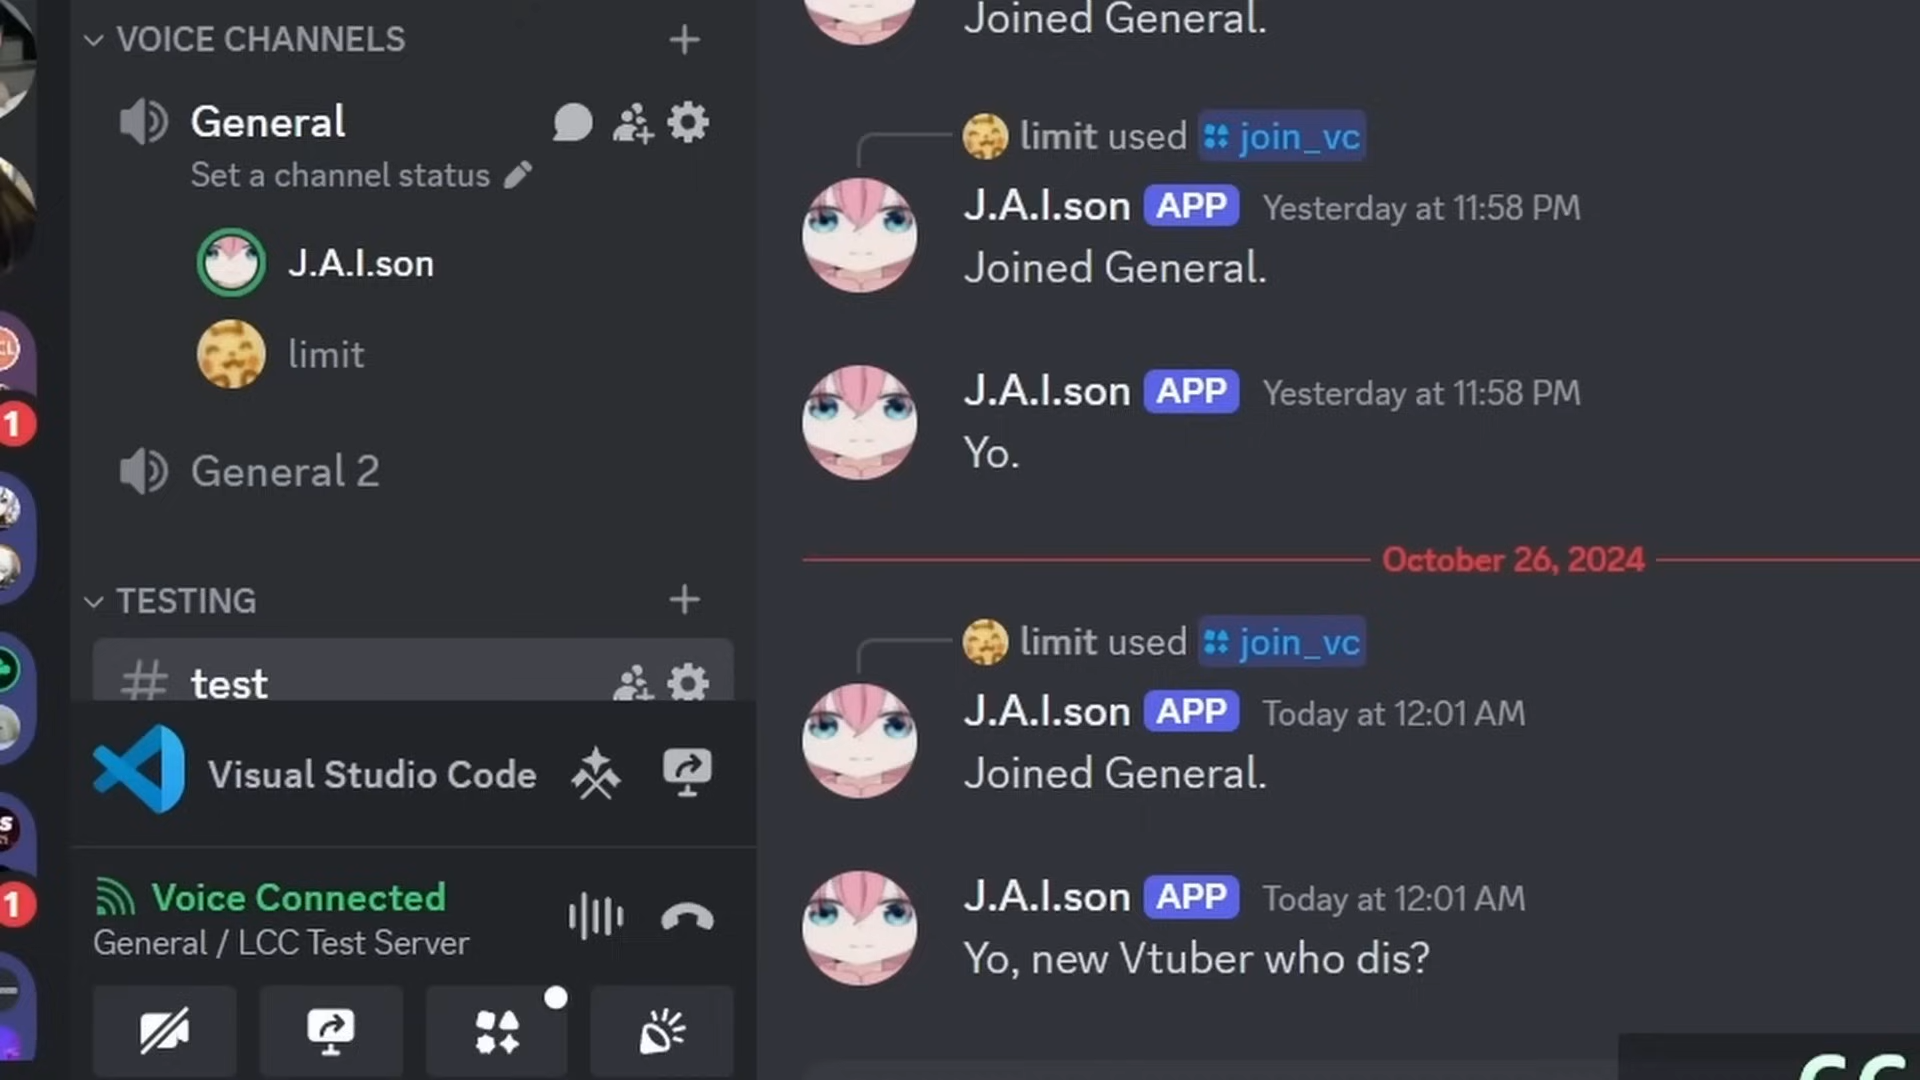 VOICE CHANNELS
General
Set a channel status
J.A.I.son
limit
General 2
TESTING
test
Visual Studio Code
Voice Connected
General / LCC Test Server
1
1
Joined General.
limit used join_vc
J.A.I.son APP Yesterday at 11:58 PM
Joined General.
J.A.I.son APP Yesterday at 11:58 PM
Yo.
October 26, 2024
limit used join_vc
J.A.I.son APP Today at 12:01 AM
Joined General.
J.A.I.son APP Today at 12:01 AM
Yo, new Vtuber who dis?